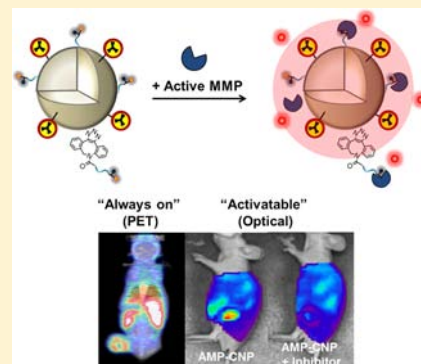 + Active MMP
N N N
N
O
"Always on"
(PET)
"Activatable"
(Optical)
AMP-CNP
AMP-CNP
+ Inhibitor